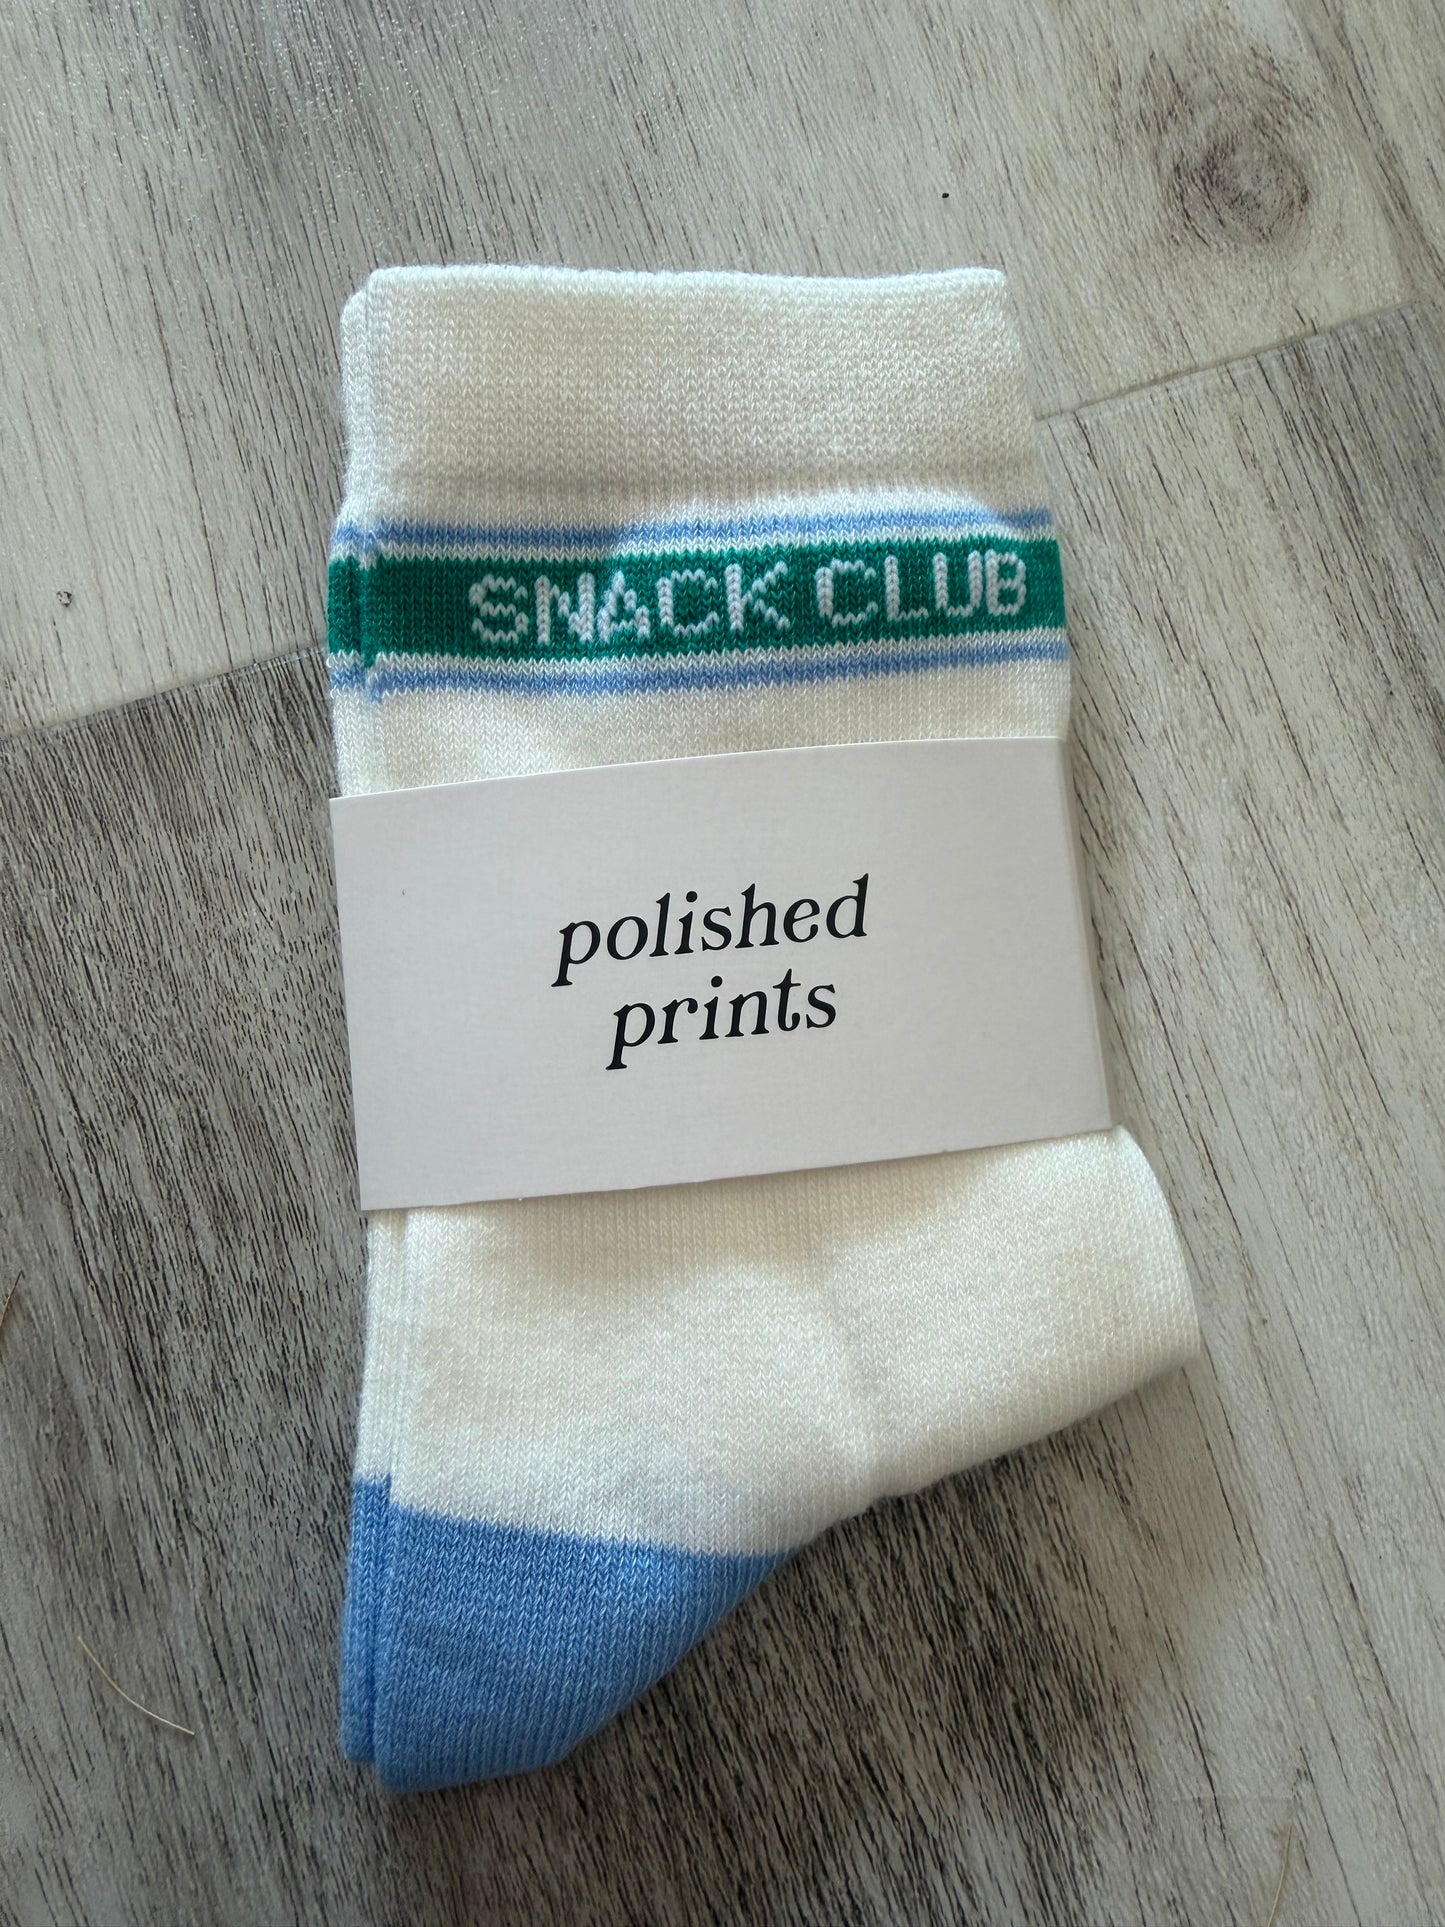 SNACK CLUB
polished
prints